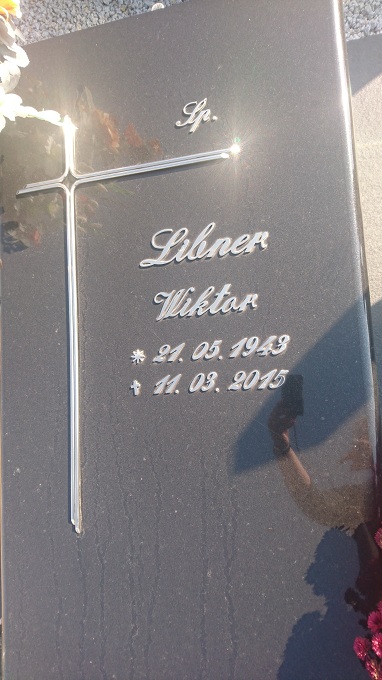 Śp.
Libner
Wiktor
* 21. 05. 1943
✝ 11. 03. 2015